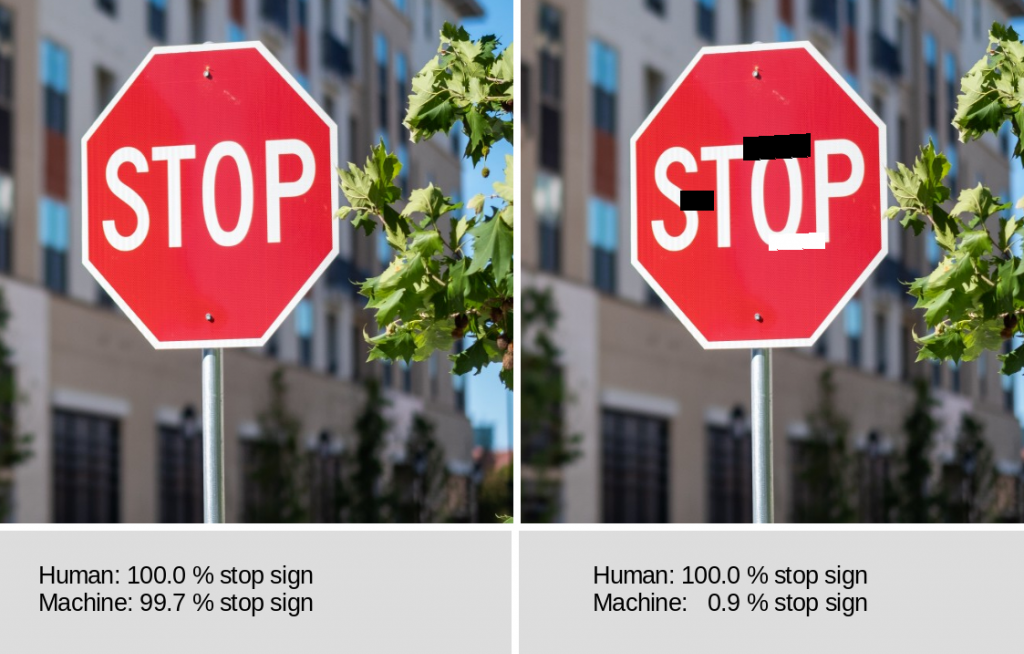 STOP
STOP
Human: 100.0 % stop sign
Machine: 99.7 % stop sign
Human: 100.0 % stop sign
Machine: 0.9 % stop sign